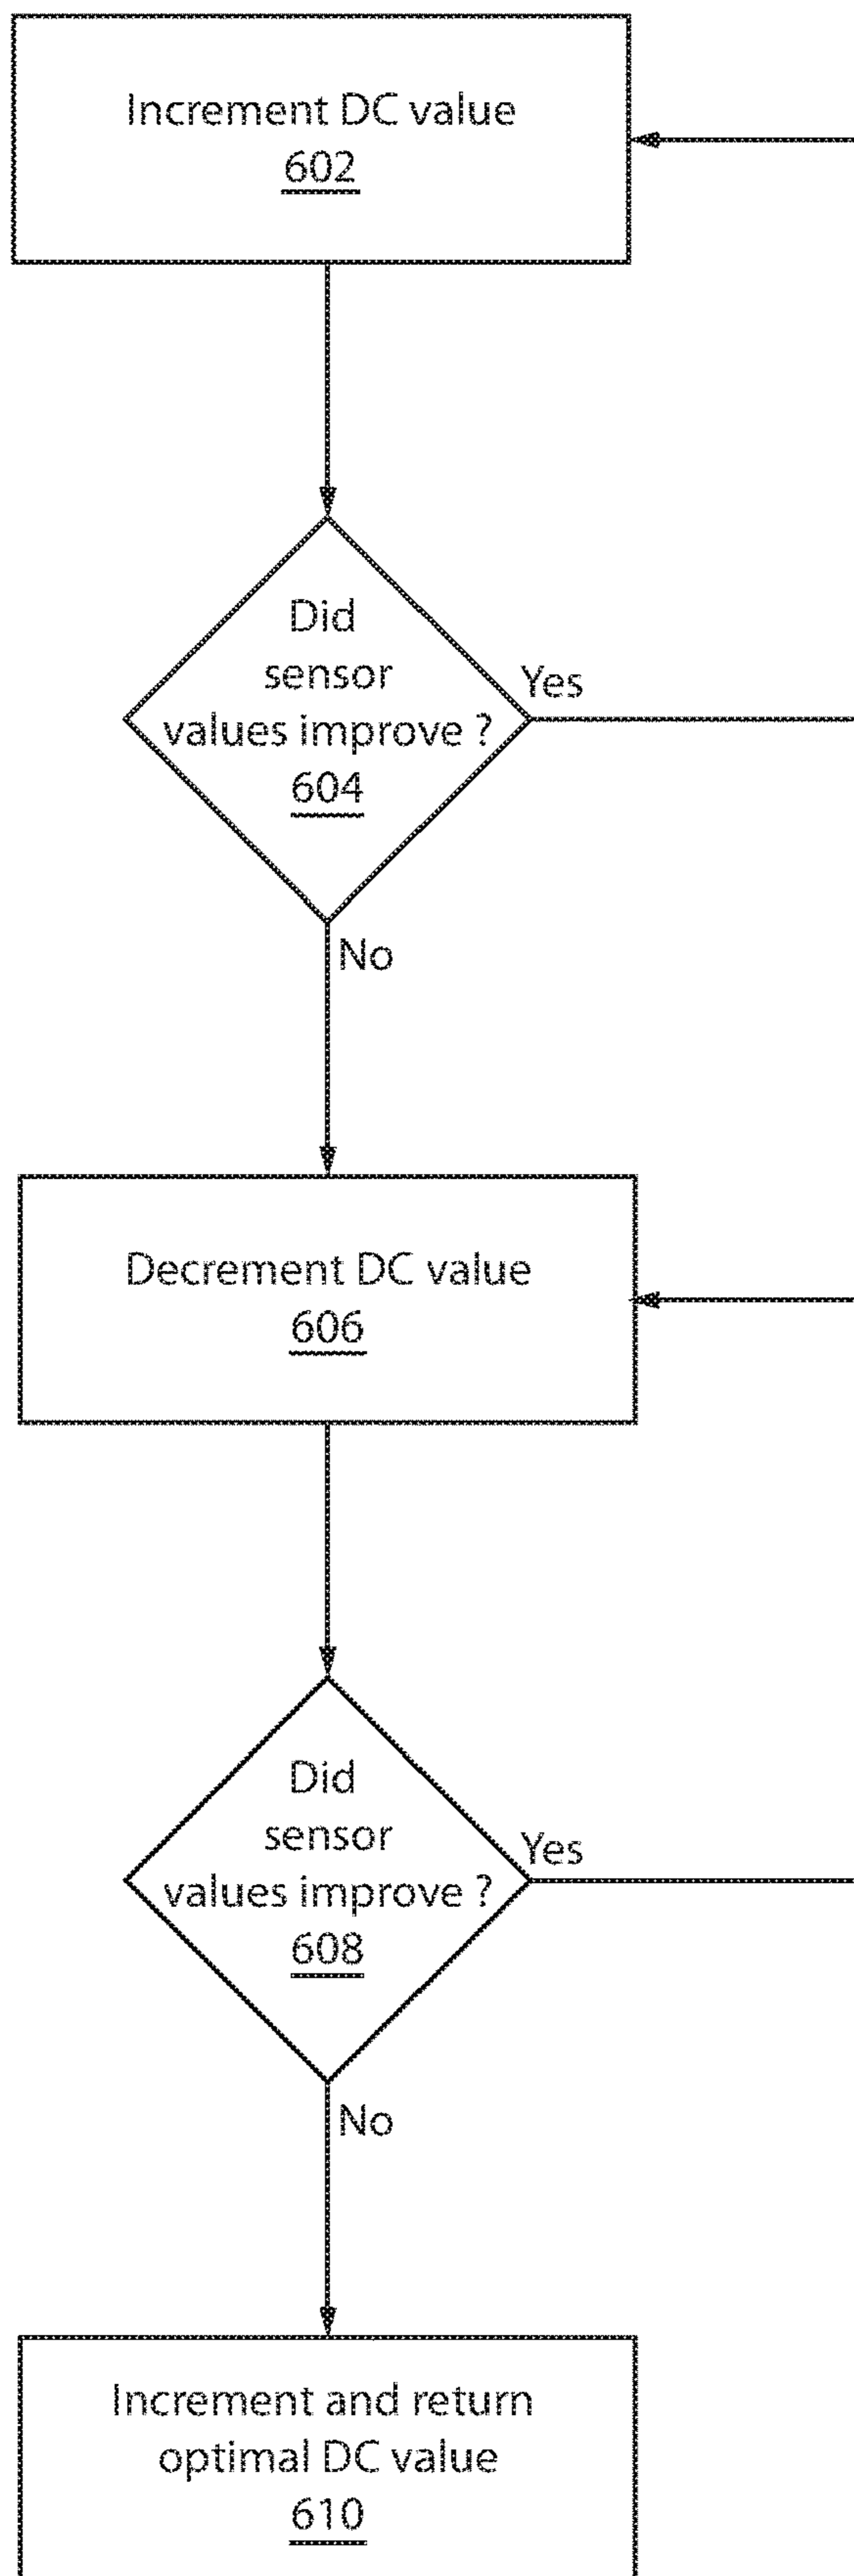 Increment DC value
602
Did
sensor
values improve ?
604
Yes
No
Decrement DC value
606
Did
sensor
values improve ?
608
Yes
No
Increment and return
optimal DC value
610